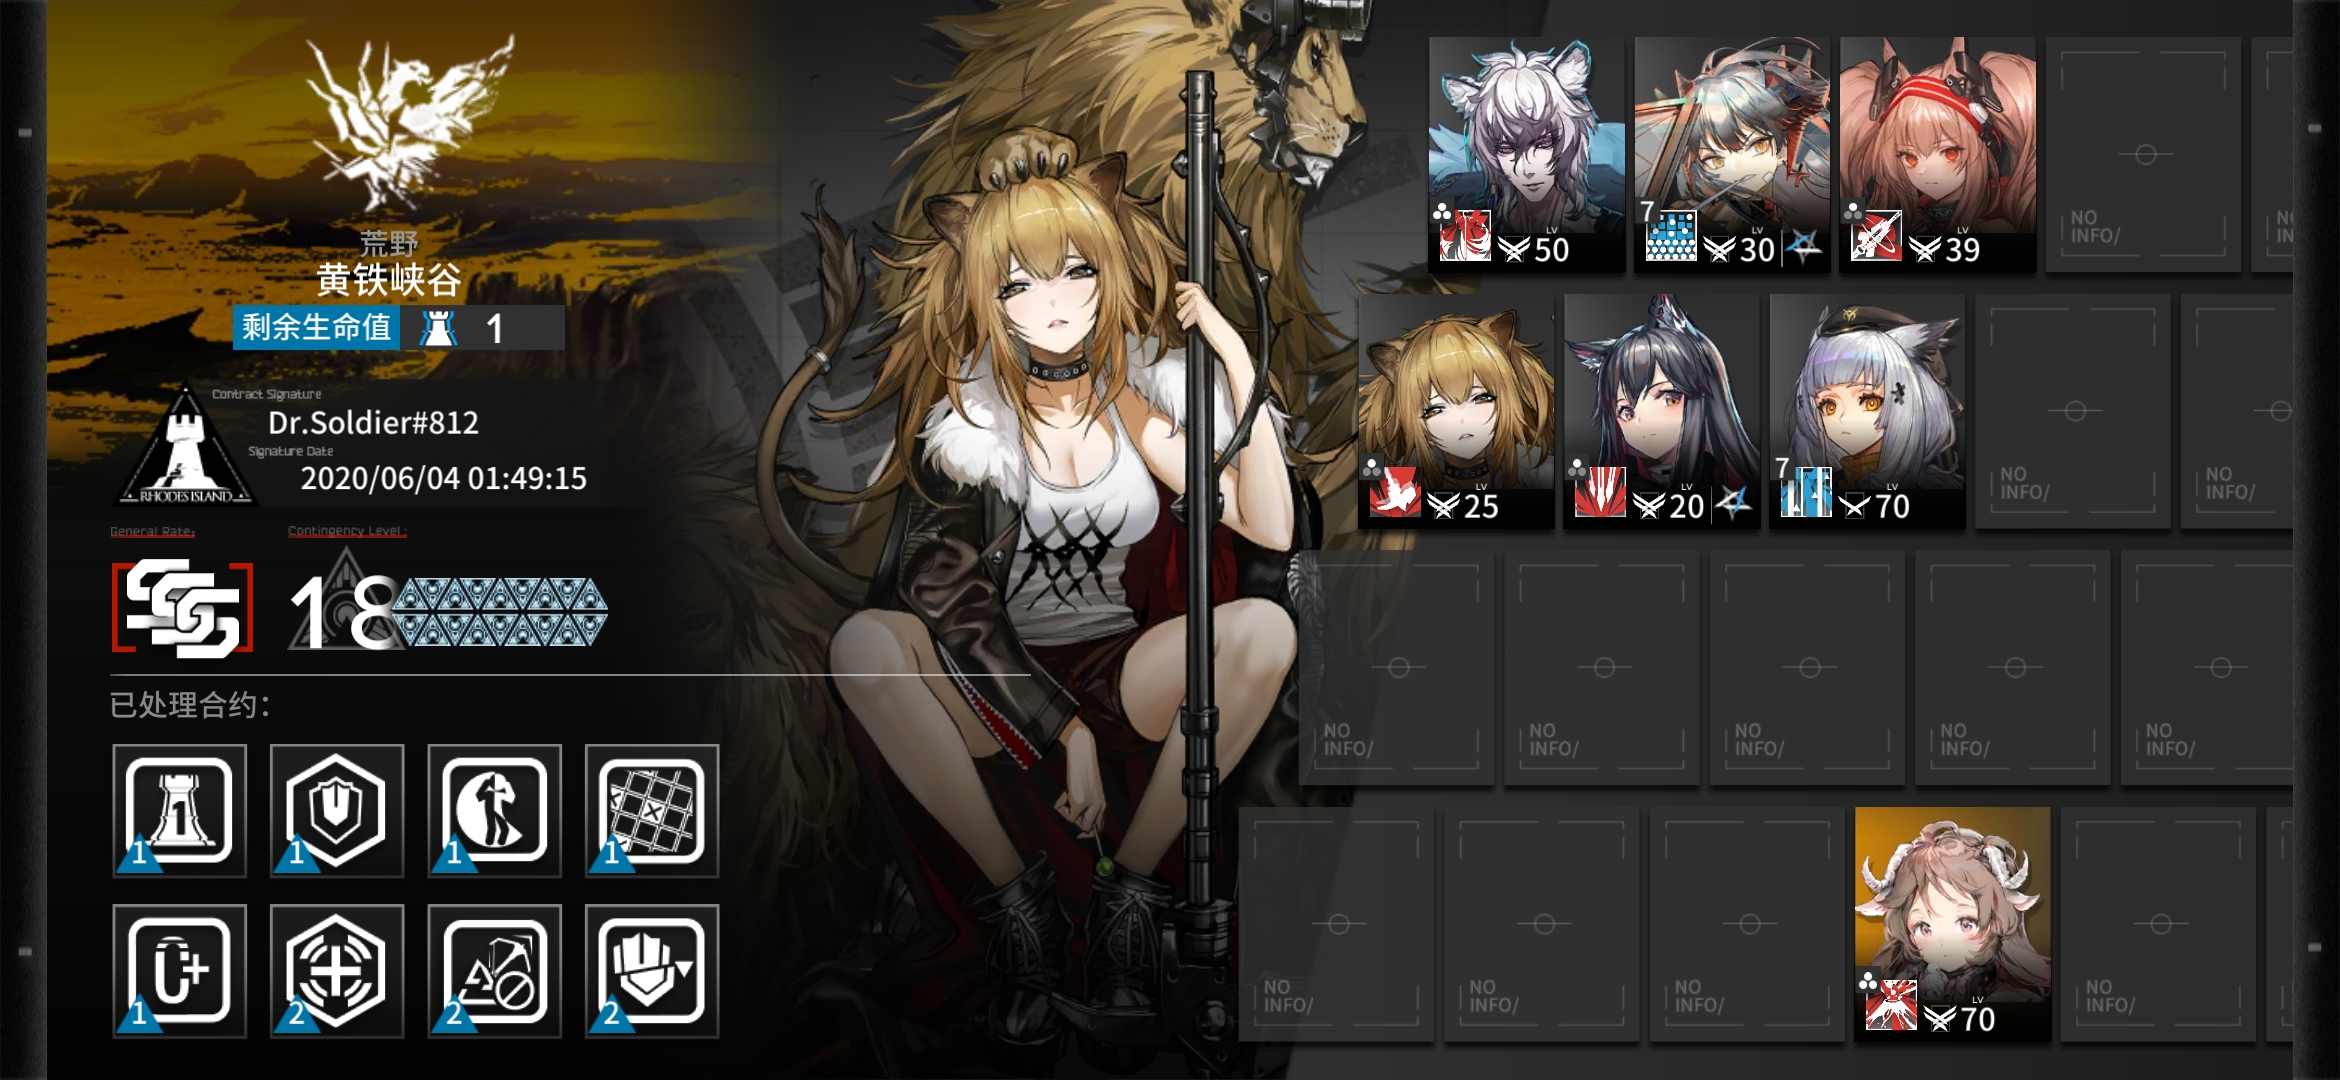 荒野
黄铁峡谷
剩余生命值 1
Contract Signature
Dr.Soldier#812
Signature Date
2020/06/04 01:49:15
RHODES ISLAND
General Rate:
Contingency Level:
SSS
18
已处理合约：
1
1
1
1
1
1
2
2
2
LV
50
7
LV
30
LV
39
NO
INFO/
NO
IN
LV
25
LV
20
7
LV
70
NO
INFO/
NO
INFO/
NO
INFO/
NO
INFO/
NO
INFO/
NO
INFO/
NO
INFO/
NO
INFO/
NO
INFO/
NO
INFO/
LV
70
NO
INFO/